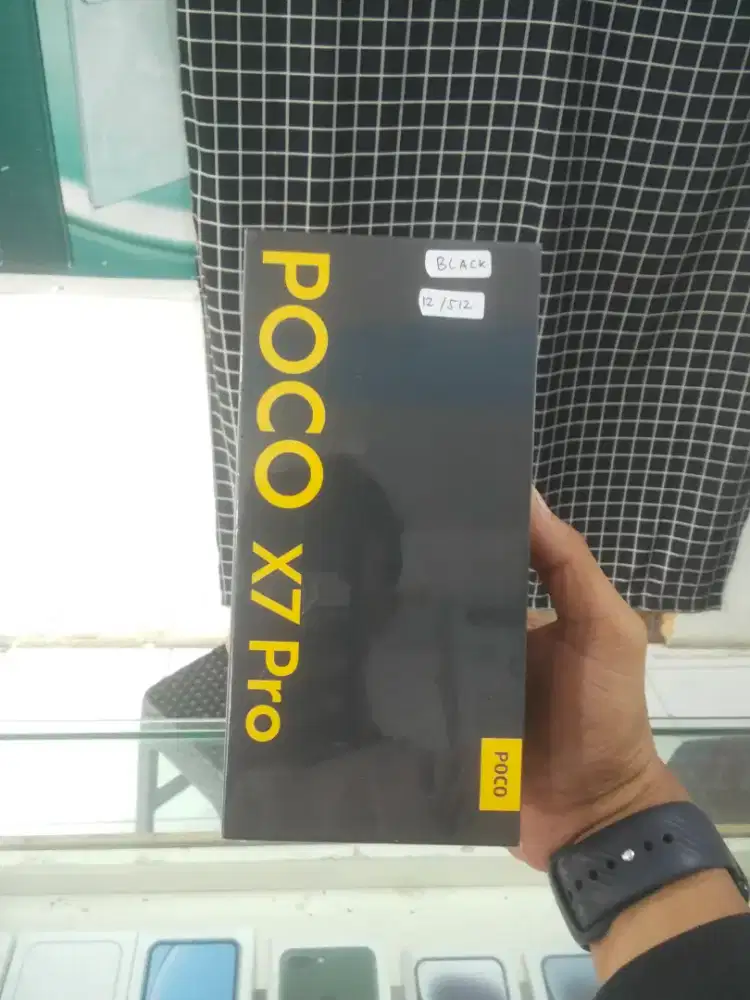 BLACK
12/512
POCO X7 Pro
POCO